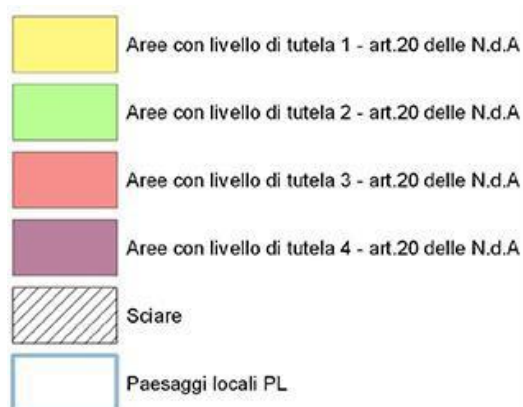 Aree con livello di tutela 1 - art.20 delle N.d.A
Aree con livello di tutela 2 - art.20 delle N.d.A
Aree con livello di tutela 3 - art.20 delle N.d.A
Aree con livello di tutela 4 - art.20 delle N.d.A
Sciare
Paesaggi locali PL